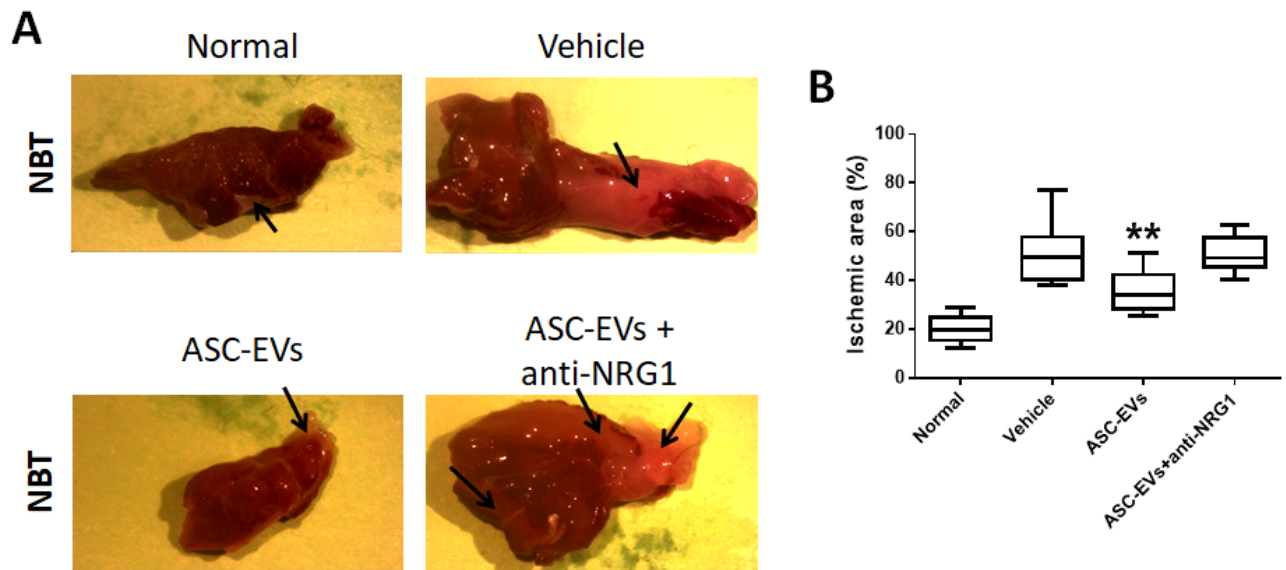 A
Normal
Vehicle
NBT
ASC-EVs
ASC-EVs +
anti-NRG1
NBT
B
Ischemic area (%)
100
80
60
40
20
0
**
Normal
Vehicle
ASC-EVs
ASC-EVs+anti-NRG1